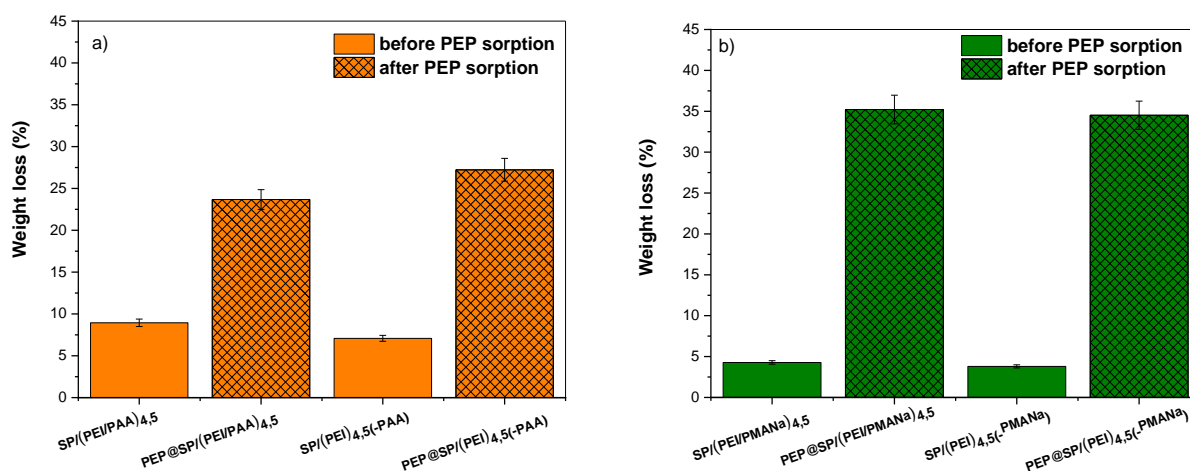 a)
before PEP sorption
after PEP sorption
Weight loss (%)
45
40
35
30
25
20
15
10
5
0
SP/(PEI/PAA)4,5
PEP@SP/(PEI/PAA)4,5
SP/(PEI)4,5(-PAA)
PEP@SP/(PEI)4,5(-PAA)
b)
before PEP sorption
after PEP sorption
Weight loss (%)
45
40
35
30
25
20
15
10
5
0
SP/(PEI/PMANa)4,5
PEP@SP/(PEI/PMANa)4,5
SP/(PEI)4,5(-PMANa)
PEP@SP/(PEI)4,5(-PMANa)